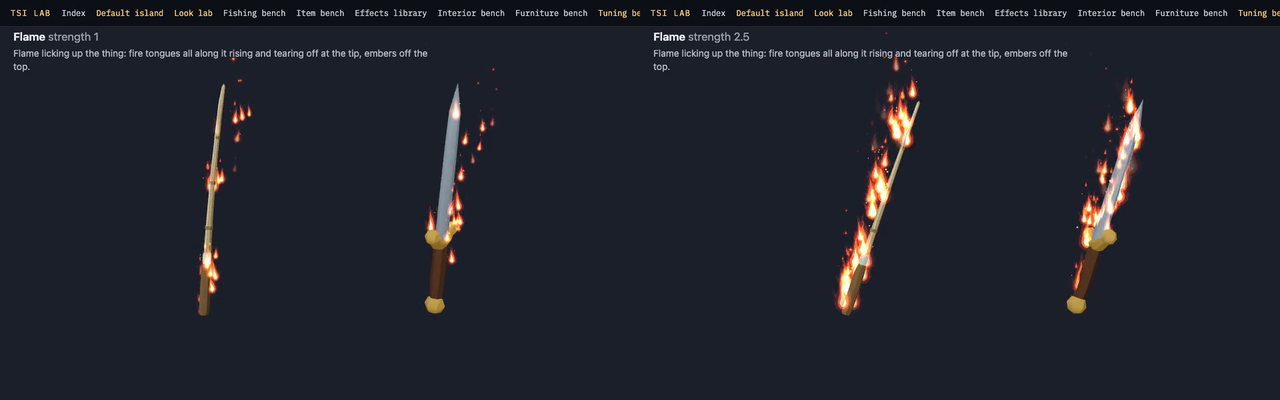 TSI LAB Index Default island Look lab Fishing bench Item bench Effects library Interior bench Furniture bench Tuning be
Flame strength 1
Flame licking up the thing: fire tongues all along it rising and tearing off at the tip, embers off the
top.
TSI LAB Index Default island Look lab Fishing bench Item bench Effects library Interior bench Furniture bench Tuning be
Flame strength 2.5
Flame licking up the thing: fire tongues all along it rising and tearing off at the tip, embers off the
top.